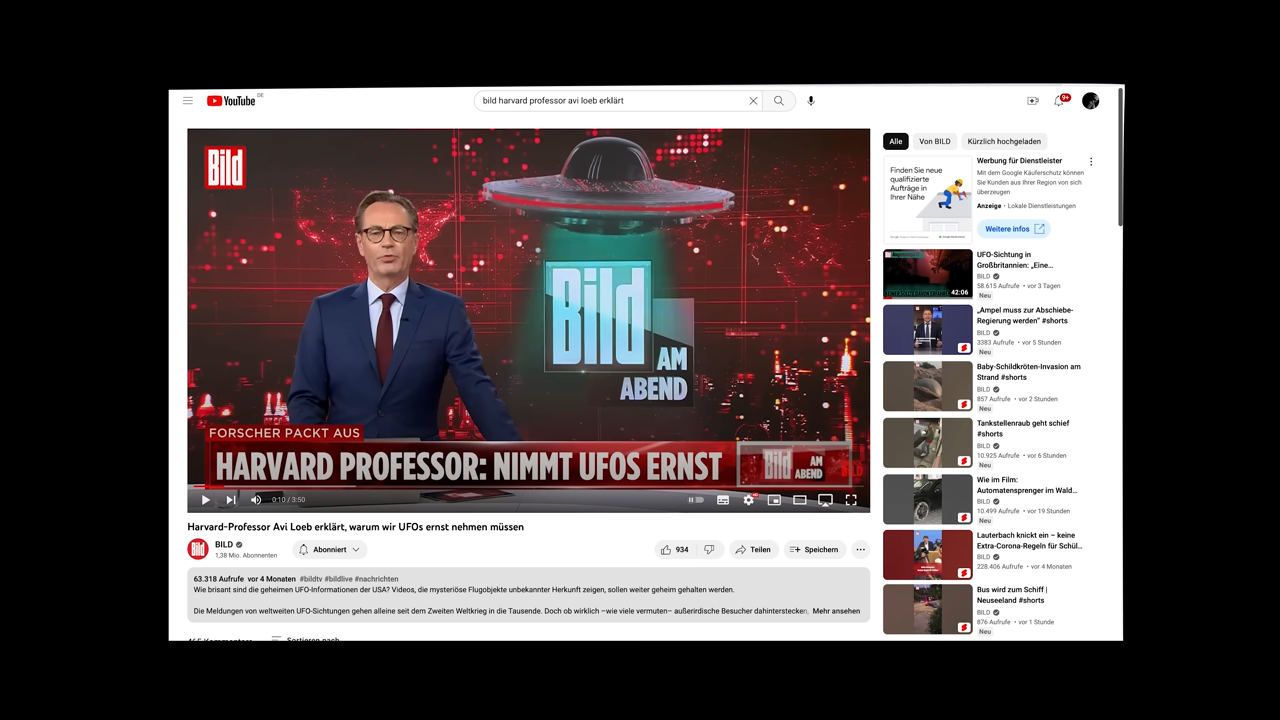 YouTube DE
bild harvard professor avi loeb erklärt
9+
Bild
Bild
AM
ABEND
FORSCHER PACKT AUS
HARVARD PROFESSOR: NIMMT UFOS ERNST
Bild AM
ABEND
0:10 / 3:50
Harvard-Professor Avi Loeb erklärt, warum wir UFOs ernst nehmen müssen
Bild
BILD
1,38 Mio. Abonnenten
Abonniert
934
Teilen
Speichern
63.318 Aufrufe vor 4 Monaten #bildtv #bildlive #nachrichten
Wie brisant sind die geheimen UFO-Informationen der USA? Videos, die mysteriöse Flugobjekte unbekannter Herkunft zeigen, sollen weiter geheim gehalten werden.
Die Meldungen von weltweiten UFO-Sichtungen gehen alleine seit dem Zweiten Weltkrieg in die Tausende. Doch ob wirklich –wie viele vermuten– außerirdische Besucher dahinterstecken, Mehr ansehen
Sortieren nach
Alle
Von BILD
Kürzlich hochgeladen
Finden Sie neue
qualifizierte
Aufträge in
Ihrer Nähe
Werbung für Dienstleister
Mit dem Google Käuferschutz können
Sie Kunden aus Ihrer Region von sich
überzeugen
Anzeige • Lokale Dienstleistungen
Weitere infos
42:06
UFO-Sichtung in
Großbritannien: „Eine...
BILD
58.615 Aufrufe • vor 3 Tagen
Neu
„Ampel muss zur Abschiebe-
Regierung werden“ #shorts
BILD
3383 Aufrufe • vor 5 Stunden
Neu
Baby-Schildkröten-Invasion am
Strand #shorts
BILD
857 Aufrufe • vor 2 Stunden
Neu
Tankstellenraub geht schief
#shorts
BILD
10.925 Aufrufe • vor 6 Stunden
Neu
Wie im Film:
Automatensprenger im Wald...
BILD
10.499 Aufrufe • vor 19 Stunden
Neu
Lauterbach knickt ein – keine
Extra-Corona-Regeln für Schül...
BILD
228.406 Aufrufe • vor 4 Monaten
Bus wird zum Schiff |
Neuseeland #shorts
BILD
876 Aufrufe • vor 1 Stunde
Neu